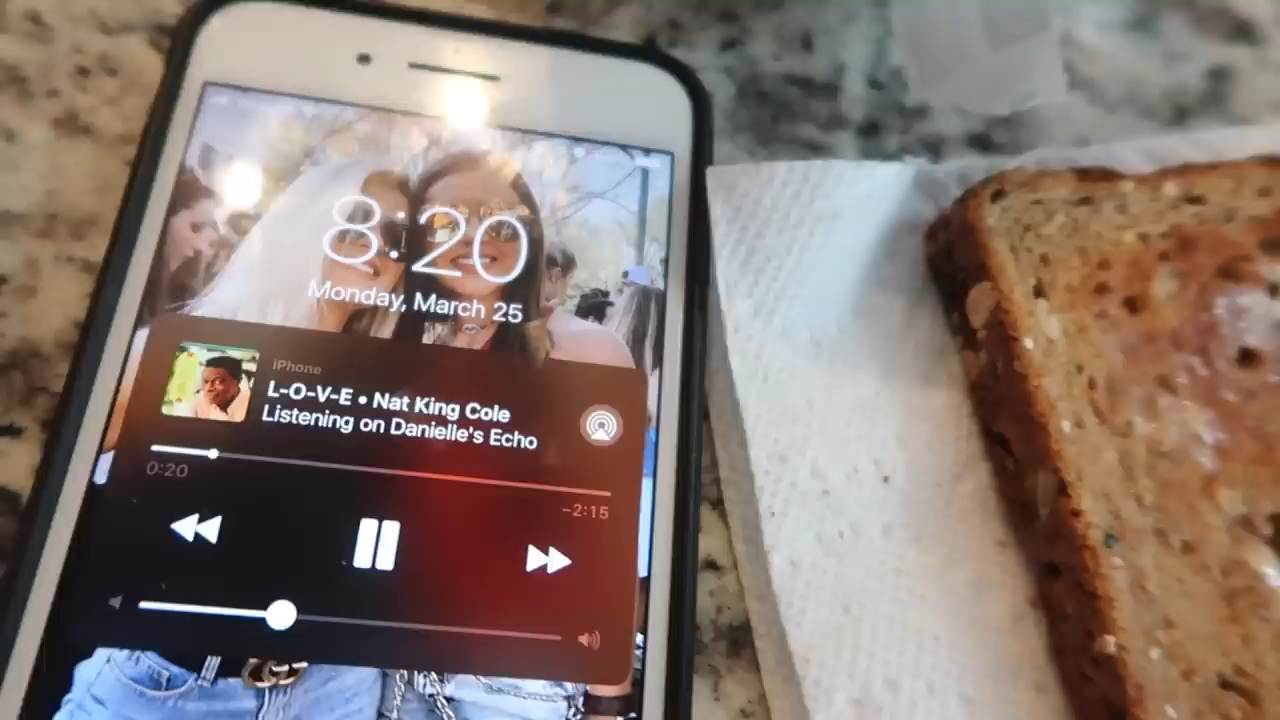 8:20
Monday, March 25
iPhone
L-O-V-E • Nat King Cole
Listening on Danielle's Echo
0:20
-2:15